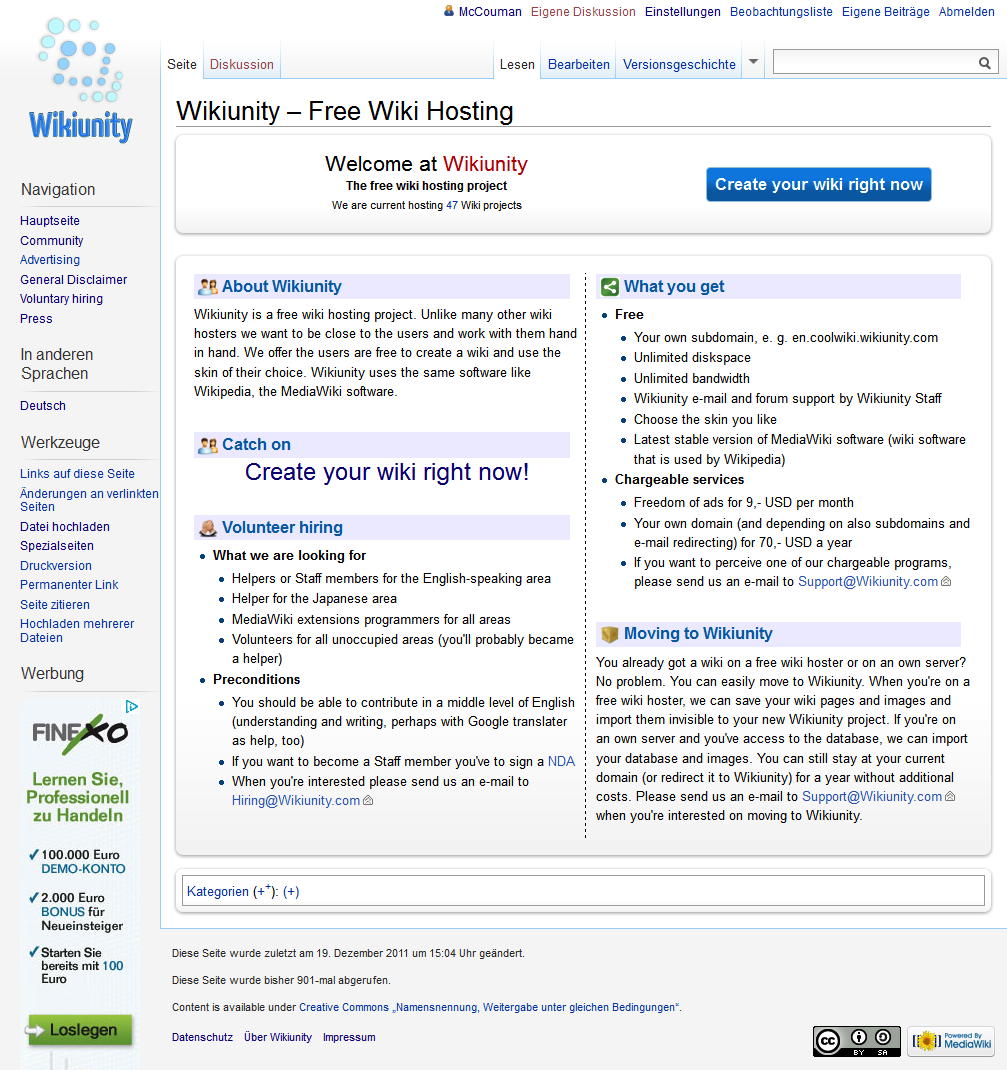 McCouman Eigene Diskussion Einstellungen Beobachtungsliste Eigene Beiträge Abmelden
Seite Diskussion Lesen Bearbeiten Versionsgeschichte
Wikiunity
Wikiunity – Free Wiki Hosting
Welcome at Wikiunity
The free wiki hosting project
We are current hosting 47 Wiki projects
Create your wiki right now
Navigation
Hauptseite
Community
Advertising
General Disclaimer
Voluntary hiring
Press
In anderen
Sprachen
Deutsch
Werkzeuge
Links auf diese Seite
Änderungen an verlinkten
Seiten
Datei hochladen
Spezialseiten
Druckversion
Permanenter Link
Seite zitieren
Hochladen mehrerer
Dateien
Werbung
FINEXO
Lernen Sie,
Professionell
zu Handeln
100.000 Euro
DEMO-KONTO
2.000 Euro
BONUS für
Neueinsteiger
Starten Sie
bereits mit 100
Euro
Loslegen
About Wikiunity
Wikiunity is a free wiki hosting project. Unlike many other wiki
hosters we want to be close to the users and work with them hand
in hand. We offer the users are free to create a wiki and use the
skin of their choice. Wikiunity uses the same software like
Wikipedia, the MediaWiki software.
Catch on
Create your wiki right now!
Volunteer hiring
What we are looking for
Helpers or Staff members for the English-speaking area
Helper for the Japanese area
MediaWiki extensions programmers for all areas
Volunteers for all unoccupied areas (you'll probably became
a helper)
Preconditions
You should be able to contribute in a middle level of English
(understanding and writing, perhaps with Google translater
as help, too)
If you want to become a Staff member you've to sign a NDA
When you're interested please send us an e-mail to
Hiring@Wikiunity.com
What you get
Free
Your own subdomain, e. g. en.coolwiki.wikiunity.com
Unlimited diskspace
Unlimited bandwidth
Wikiunity e-mail and forum support by Wikiunity Staff
Choose the skin you like
Latest stable version of MediaWiki software (wiki software
that is used by Wikipedia)
Chargeable services
Freedom of ads for 9,- USD per month
Your own domain (and depending on also subdomains and
e-mail redirecting) for 70,- USD a year
If you want to perceive one of our chargeable programs,
please send us an e-mail to Support@Wikiunity.com
Moving to Wikiunity
You already got a wiki on a free wiki hoster or on an own server?
No problem. You can easily move to Wikiunity. When you're on a
free wiki hoster, we can save your wiki pages and images and
import them invisible to your new Wikiunity project. If you're on
an own server and you've access to the database, we can import
your database and images. You can still stay at your current
domain (or redirect it to Wikiunity) for a year without additional
costs. Please send us an e-mail to Support@Wikiunity.com
when you're interested on moving to Wikiunity.
Kategorien (+⁺): (+)
Diese Seite wurde zuletzt am 19. Dezember 2011 um 15:04 Uhr geändert.
Diese Seite wurde bisher 901-mal abgerufen.
Content is available under Creative Commons „Namensnennung, Weitergabe unter gleichen Bedingungen“.
Datenschutz Über Wikiunity Impressum
cc BY SA
Powered By
MediaWiki